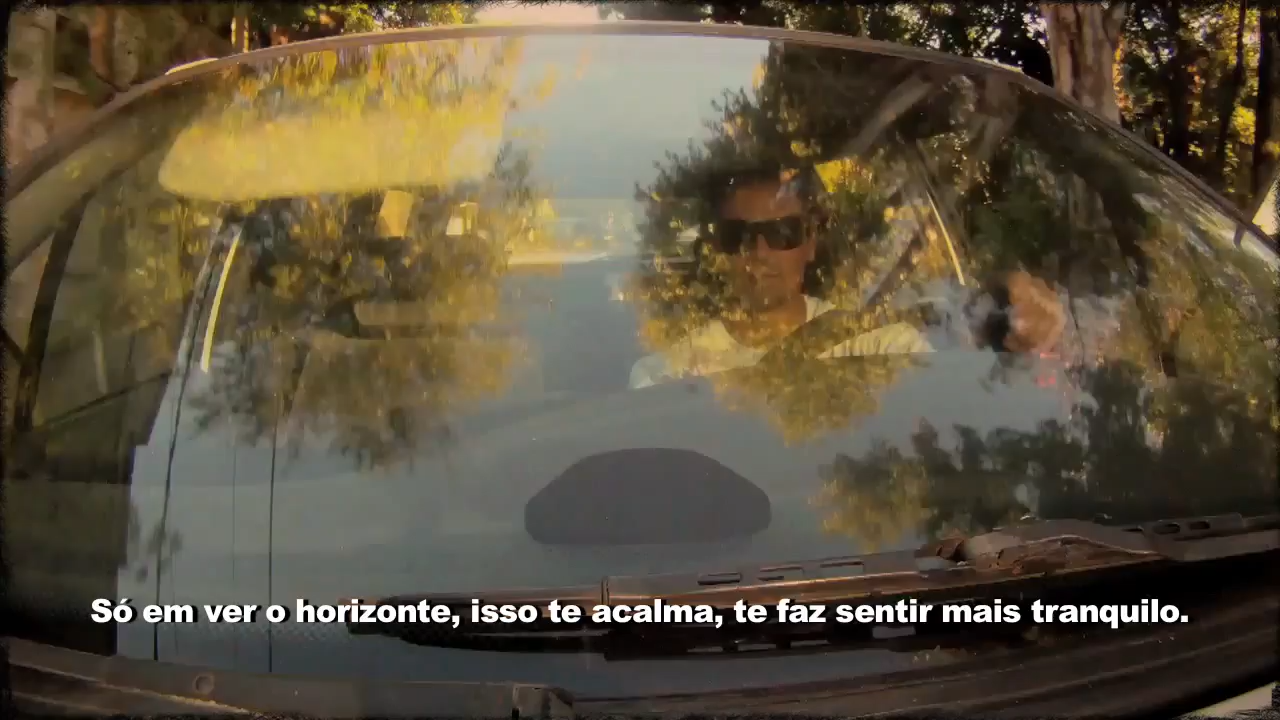 Só em ver o horizonte, isso te acalma, te faz sentir mais tranquilo.